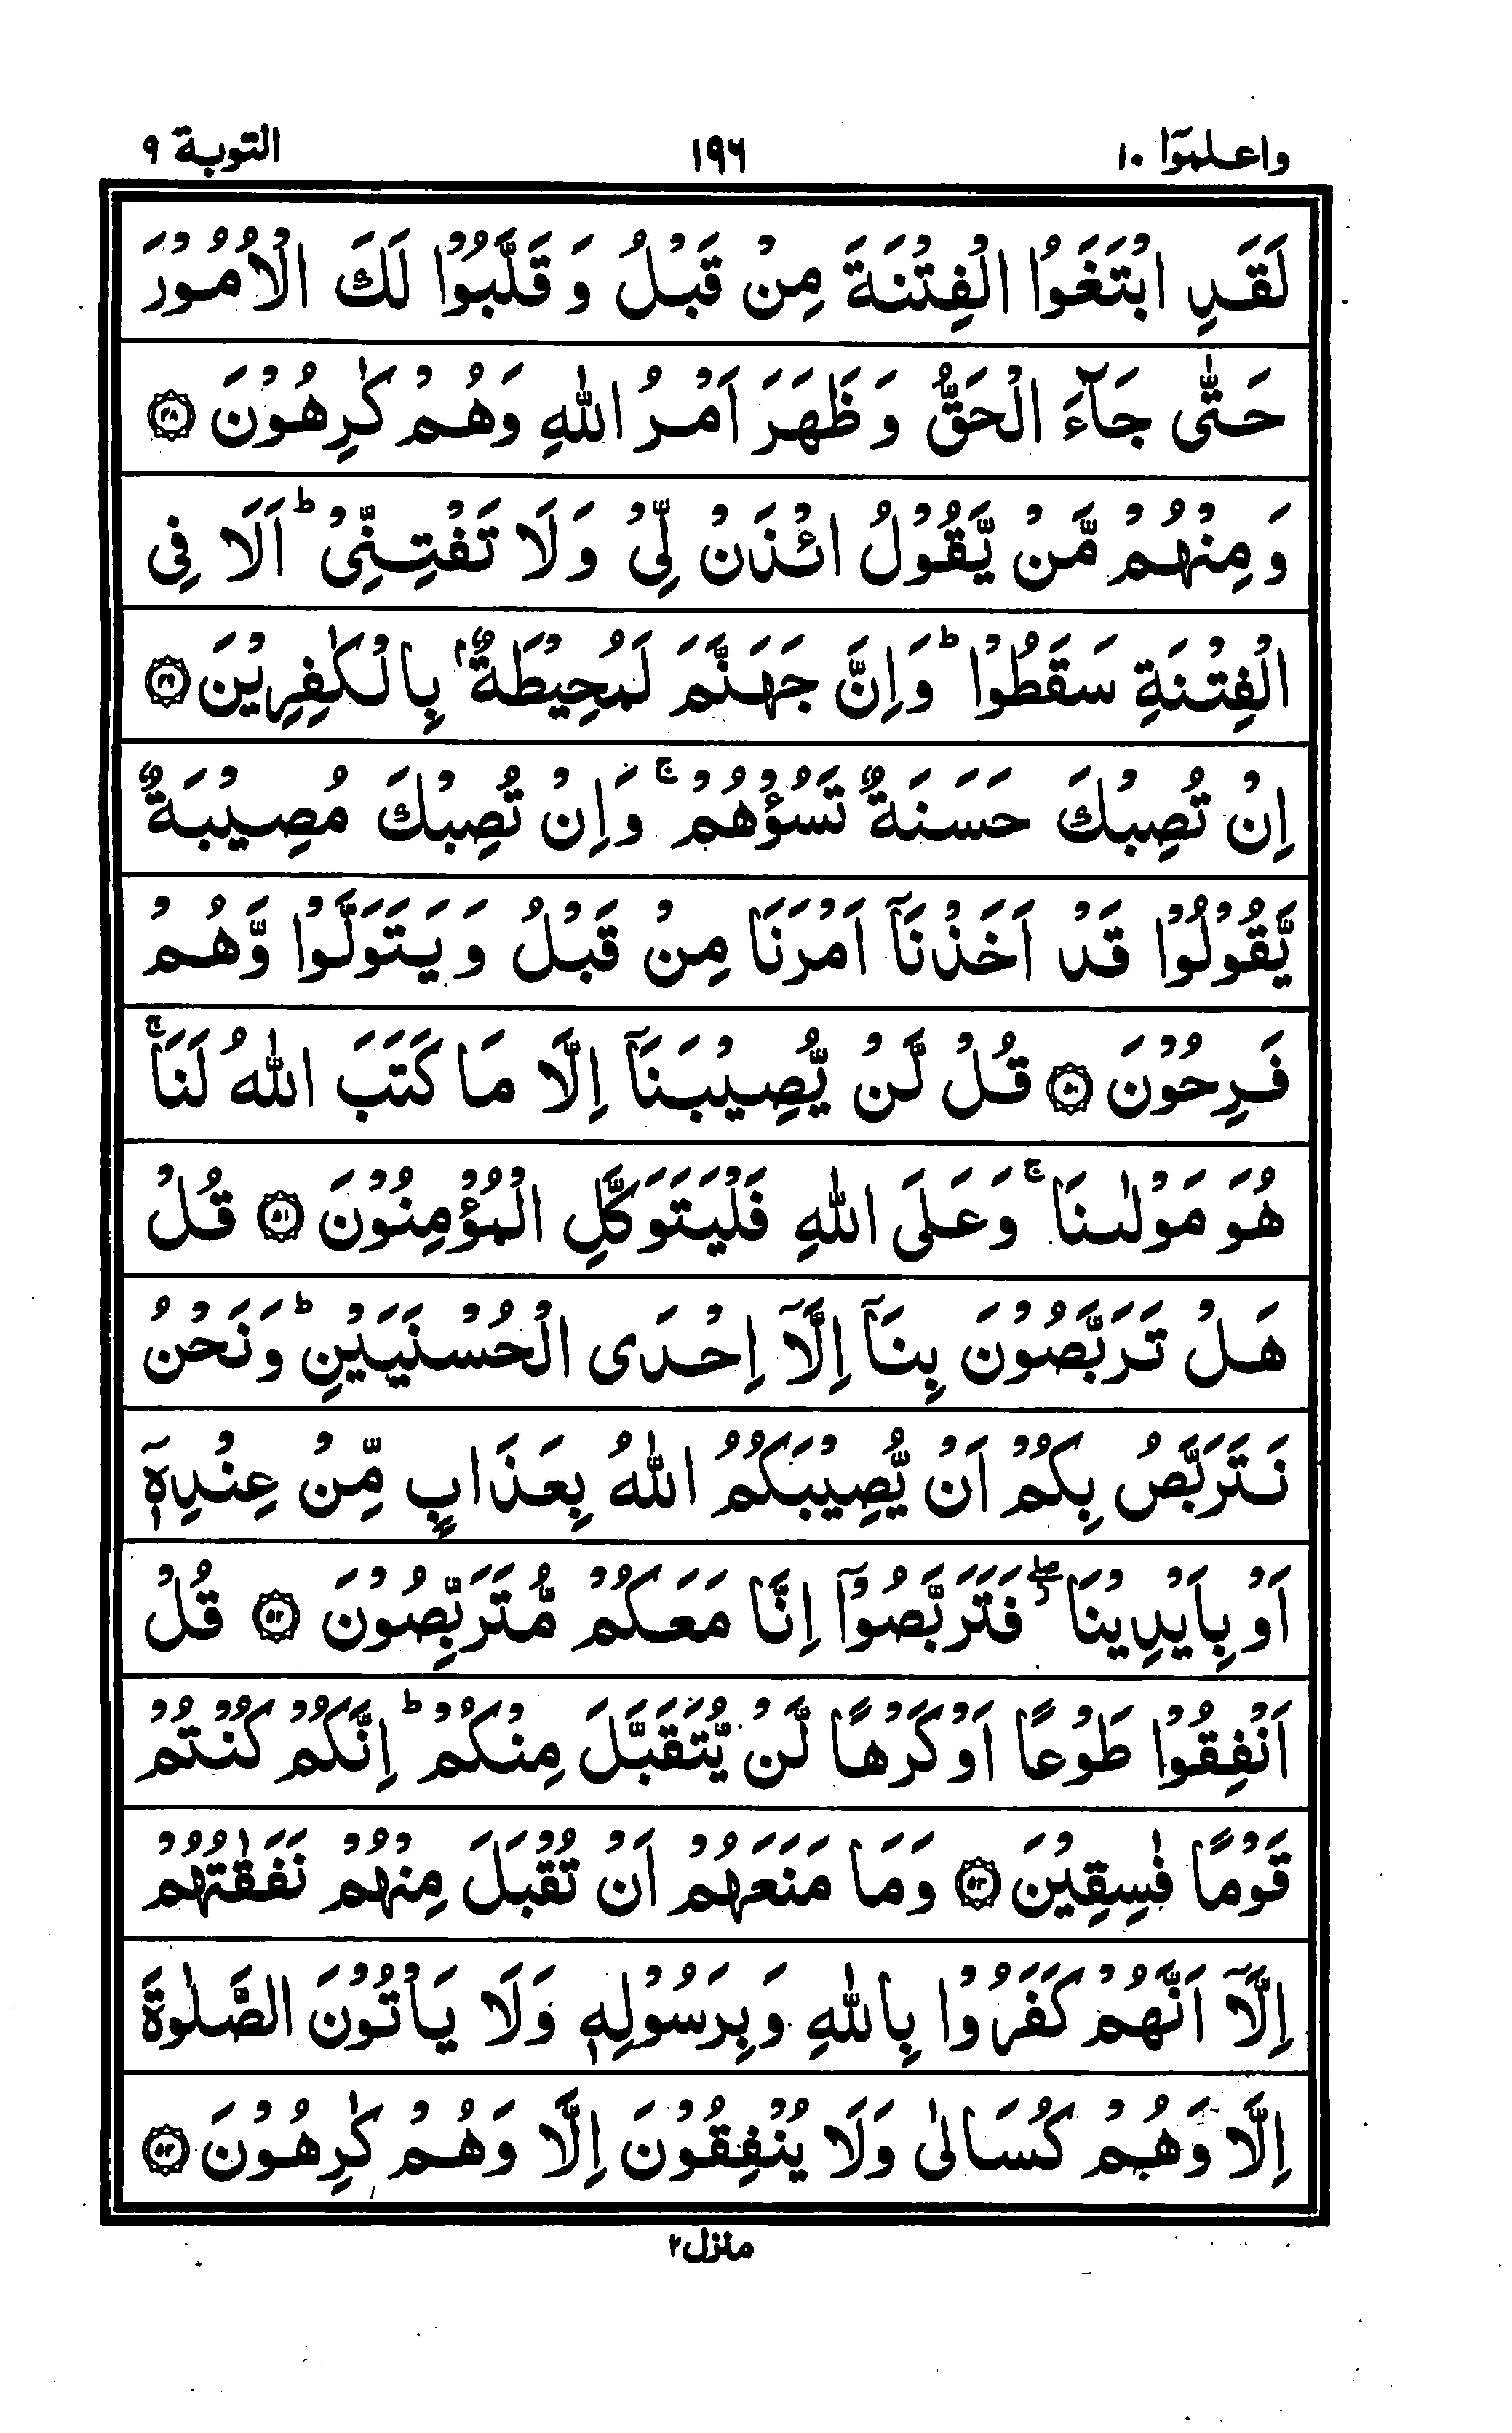 واعلموٓا ١٠ ١٩٦ التوبة ٩
لَقَدِ ابْتَغَوُا الْفِتْنَةَ مِنْ قَبْلُ وَ قَلَّبُوْا لَكَ الْاُمُوْرَ
حَتّٰى جَآءَ الْحَقُّ وَ ظَهَرَ اَمْرُ اللّٰهِ وَهُمْ كٰرِهُوْنَ ۝٤٨
وَ مِنْهُمْ مَّنْ يَّقُوْلُ ائْذَنْ لِّيْ وَلَا تَفْتِنِّيْ ؕ اَلَا فِي
الْفِتْنَةِ سَقَطُوْا ؕ وَاِنَّ جَهَنَّمَ لَمُحِيْطَةٌۢ بِالْكٰفِرِيْنَ ۝٤٩
اِنْ تُصِبْكَ حَسَنَةٌ تَسُؤْهُمْ ۚ وَاِنْ تُصِبْكَ مُصِيْبَةٌ
يَّقُوْلُوْا قَدْ اَخَذْنَآ اَمْرَنَا مِنْ قَبْلُ وَ يَتَوَلَّوْا وَّهُمْ
فَرِحُوْنَ ۝٥٠ قُلْ لَّنْ يُّصِيْبَنَآ اِلَّا مَا كَتَبَ اللّٰهُ لَنَا ۚ
هُوَ مَوْلٰىنَا ۚ وَعَلَى اللّٰهِ فَلْيَتَوَكَّلِ الْمُؤْمِنُوْنَ ۝٥١ قُلْ
هَلْ تَرَبَّصُوْنَ بِنَآ اِلَّآ اِحْدَى الْحُسْنَيَيْنِ ؕ وَنَحْنُ
نَتَرَبَّصُ بِكُمْ اَنْ يُّصِيْبَكُمُ اللّٰهُ بِعَذَابٍ مِّنْ عِنْدِهٖٓ
اَوْ بِاَيْدِيْنَا ۖؗ فَتَرَبَّصُوْٓا اِنَّا مَعَكُمْ مُّتَرَبِّصُوْنَ ۝٥٢ قُلْ
اَنْفِقُوْا طَوْعًا اَوْ كَرْهًا لَّنْ يُّتَقَبَّلَ مِنْكُمْ ؕ اِنَّكُمْ كُنْتُمْ
قَوْمًا فٰسِقِيْنَ ۝٥٣ وَمَا مَنَعَهُمْ اَنْ تُقْبَلَ مِنْهُمْ نَفَقٰتُهُمْ
اِلَّآ اَنَّهُمْ كَفَرُوْا بِاللّٰهِ وَ بِرَسُوْلِهٖ وَلَا يَاْتُوْنَ الصَّلٰوةَ
اِلَّا وَهُمْ كُسَالٰى وَلَا يُنْفِقُوْنَ اِلَّا وَهُمْ كٰرِهُوْنَ ۝٥٤
منزل ٢